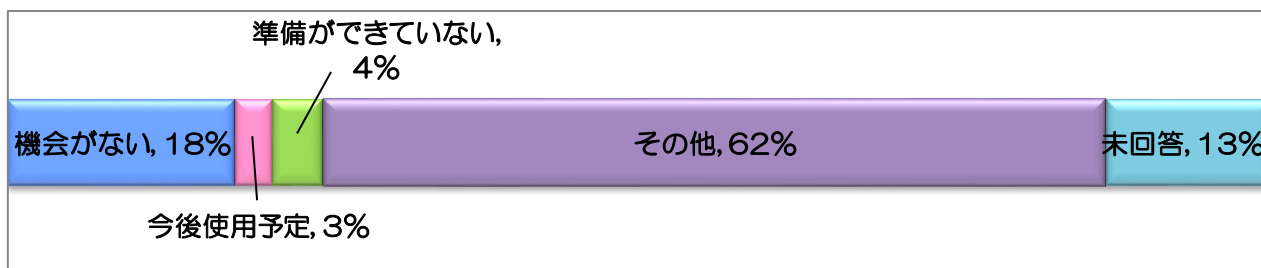 準備ができていない,
4%
機会がない, 18%
その他, 62%
未回答, 13%
今後使用予定, 3%